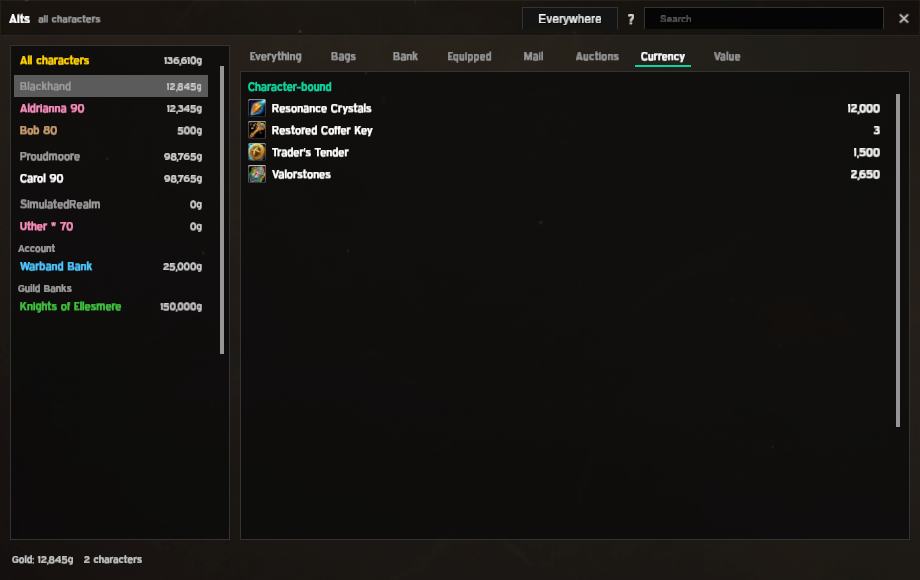 Alts all characters Everywhere ? Search ✕
All characters 136,610g
Blackhand 12,845g
Aldrianna 90 12,345g
Bob 80 500g
Proudmoore 98,765g
Carol 90 98,765g
SimulatedRealm 0g
Uther * 70 0g
Account
Warband Bank 25,000g
Guild Banks
Knights of Ellesmere 150,000g
Everything Bags Bank Equipped Mail Auctions Currency Value
Character-bound
Resonance Crystals 12,000
Restored Coffer Key 3
Trader's Tender 1,500
Valorstones 2,650
Gold: 12,845g 2 characters